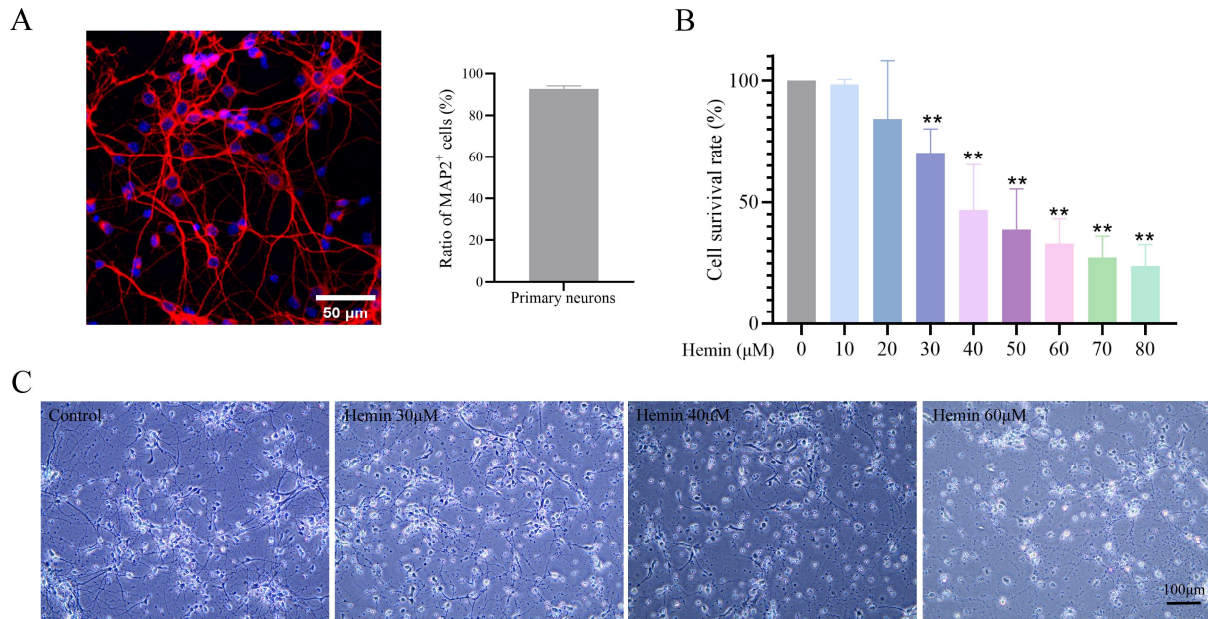 A
50 μm
Ratio of MAP2+ cells (%)
100
80
60
40
20
0
Primary neurons
B
Cell surivival rate (%)
100
50
0
**
**
**
**
**
**
Hemin (μM) 0 10 20 30 40 50 60 70 80
C
Control
Hemin 30μM
Hemin 40μM
Hemin 60μM
100μm